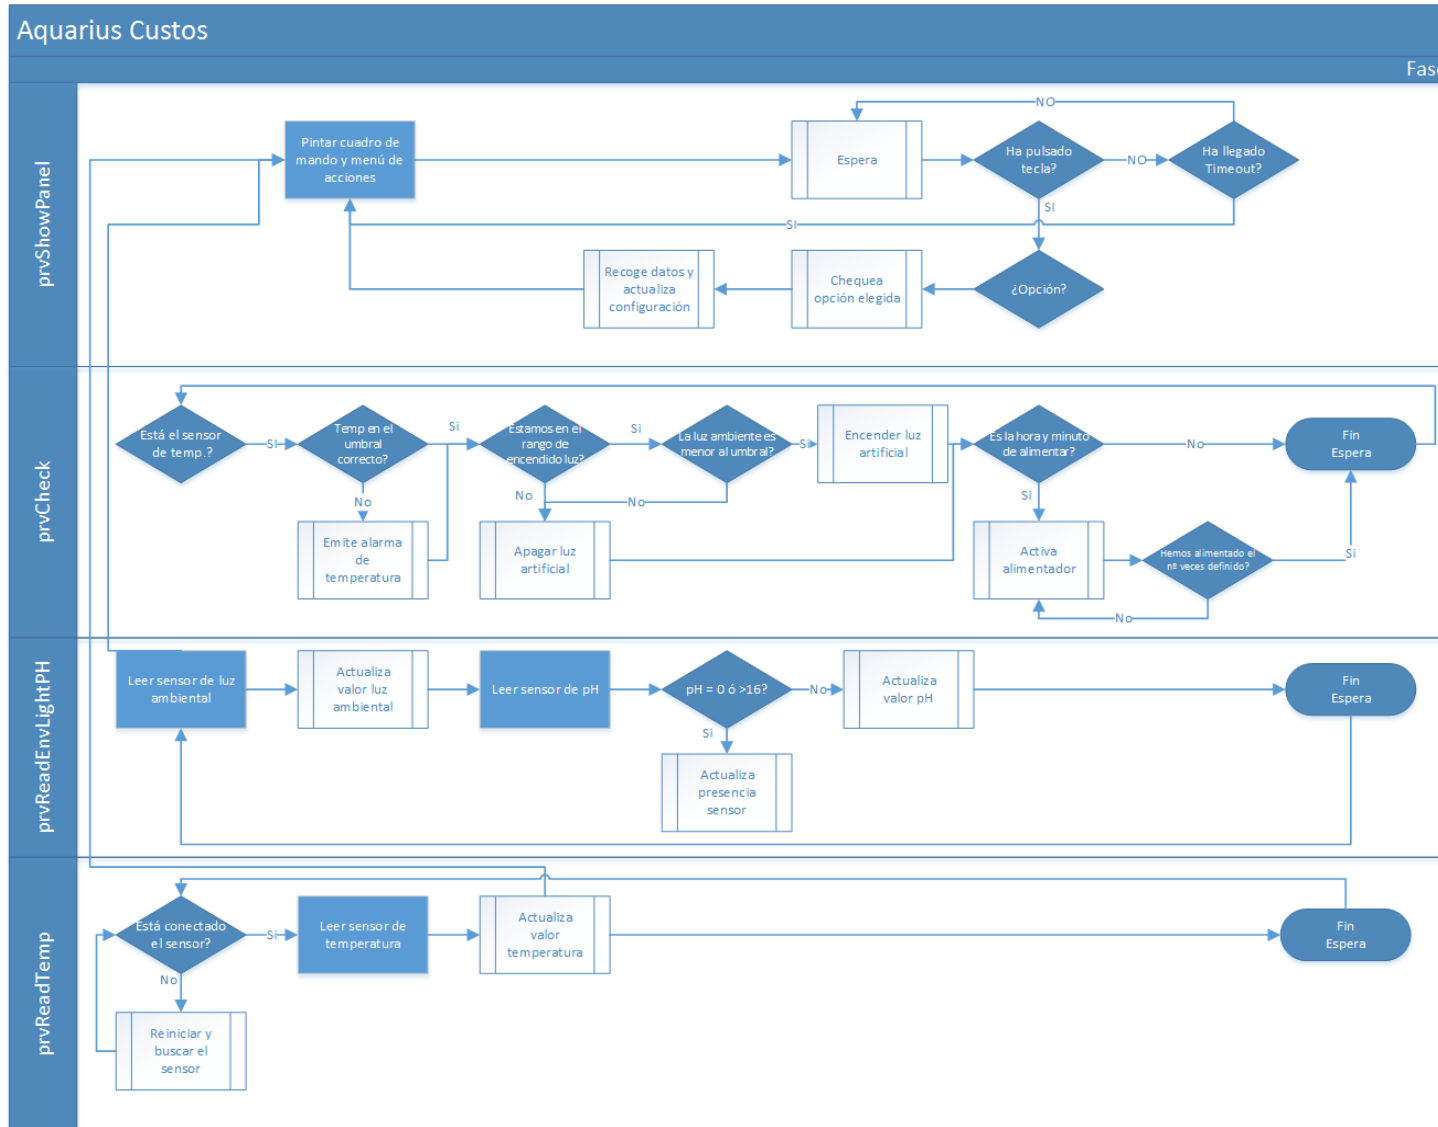 Aquarius Custos
Fase
prvShowPanel
Pintar cuadro de
mando y menú de
acciones
Espera
Ha pulsado
tecla?
NO
Ha llegado
Timeout?
NO
SI
SI
Recoge datos y
actualiza
configuración
Chequea
opción elegida
¿Opción?
prvCheck
Está el sensor
de temp.?
SI
Temp en el
umbral
correcto?
Si
No
Emite alarma
de
temperatura
Estamos en el
rango de
encendido luz?
Si
No
Apagar luz
artificial
La luz ambiente es
menor al umbral?
Si
No
Encender luz
artificial
Es la hora y minuto
de alimentar?
No
Si
Activa
alimentador
Hemos alimentado el
nº veces definido?
No
Si
Fin
Espera
prvReadEnvLightPH
Leer sensor de luz
ambiental
Actualiza
valor luz
ambiental
Leer sensor de pH
pH = 0 ó >16?
No
Si
Actualiza
valor pH
Actualiza
presencia
sensor
Fin
Espera
prvReadTemp
Está conectado
el sensor?
Si
No
Reiniciar y
buscar el
sensor
Leer sensor de
temperatura
Actualiza
valor
temperatura
Fin
Espera